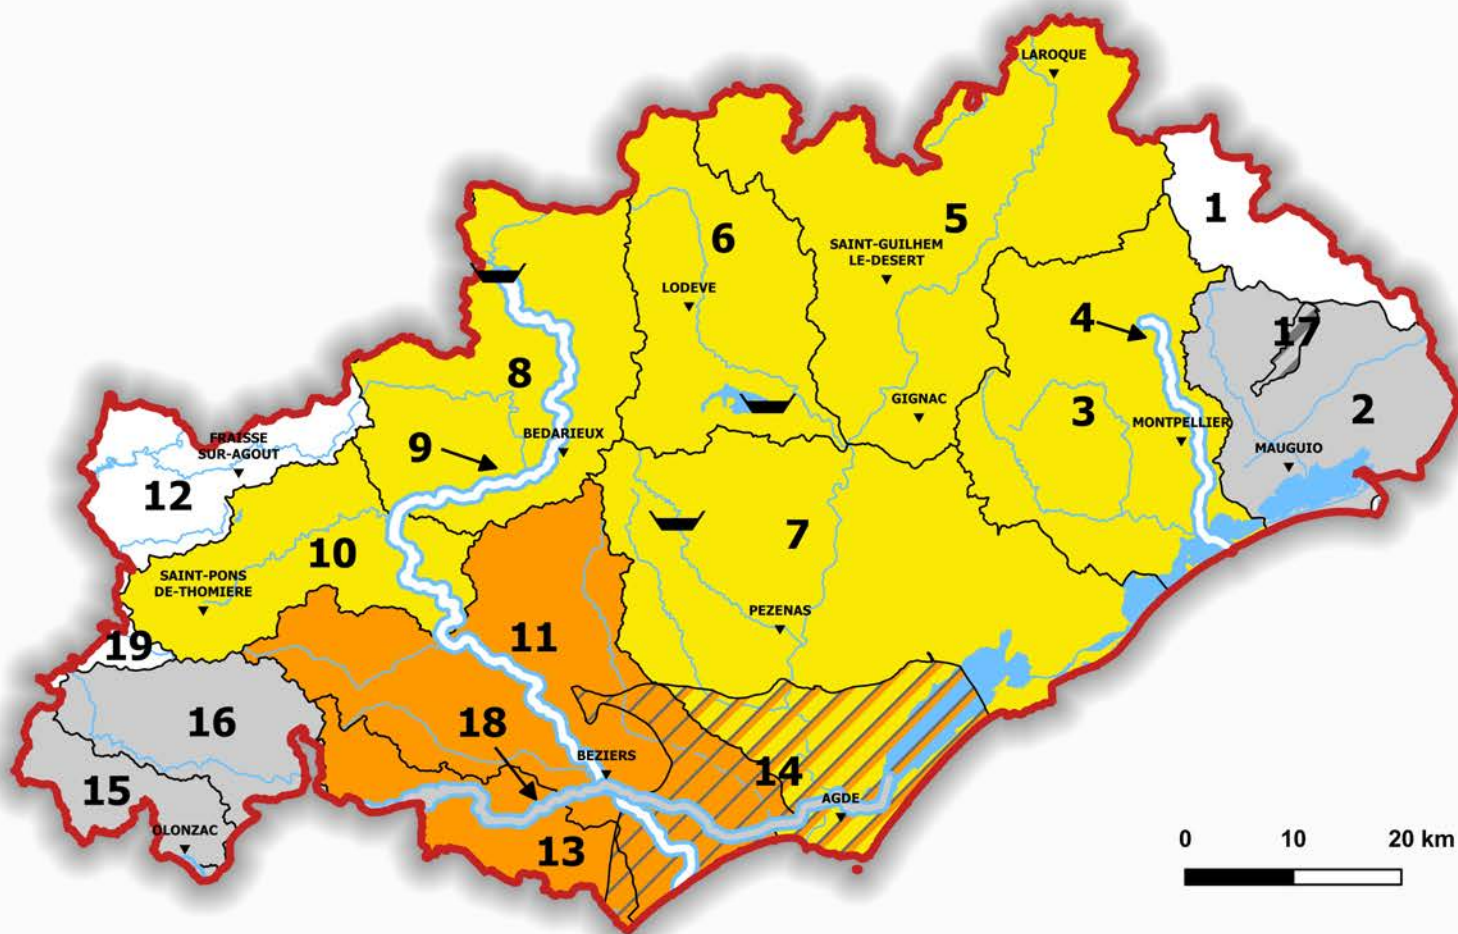 LAROQUE
1
5
6
SAINT-GUILHEM
LE-DESERT
LODEVE
4
17
8
GIGNAC
3
2
MONTPELLIER
BEDARIEUX
9
FRAISSE
SUR-AGOUT
MAUGUIO
12
7
10
SAINT-PONS
DE-THOMIERE
PEZENAS
11
19
16
18
BEZIERS
14
15
AGDE
OLONZAC
13
0 10 20 km